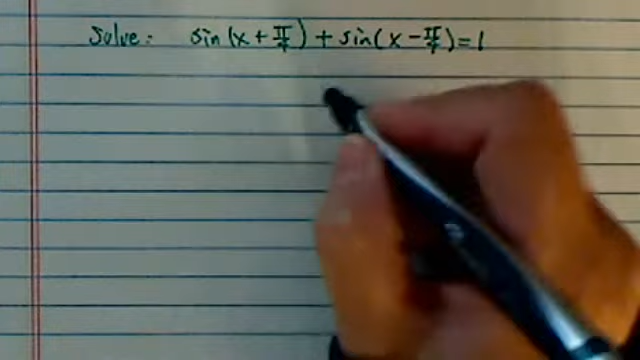 Solve: sin(x + π/4) + sin(x - π/4) = 1